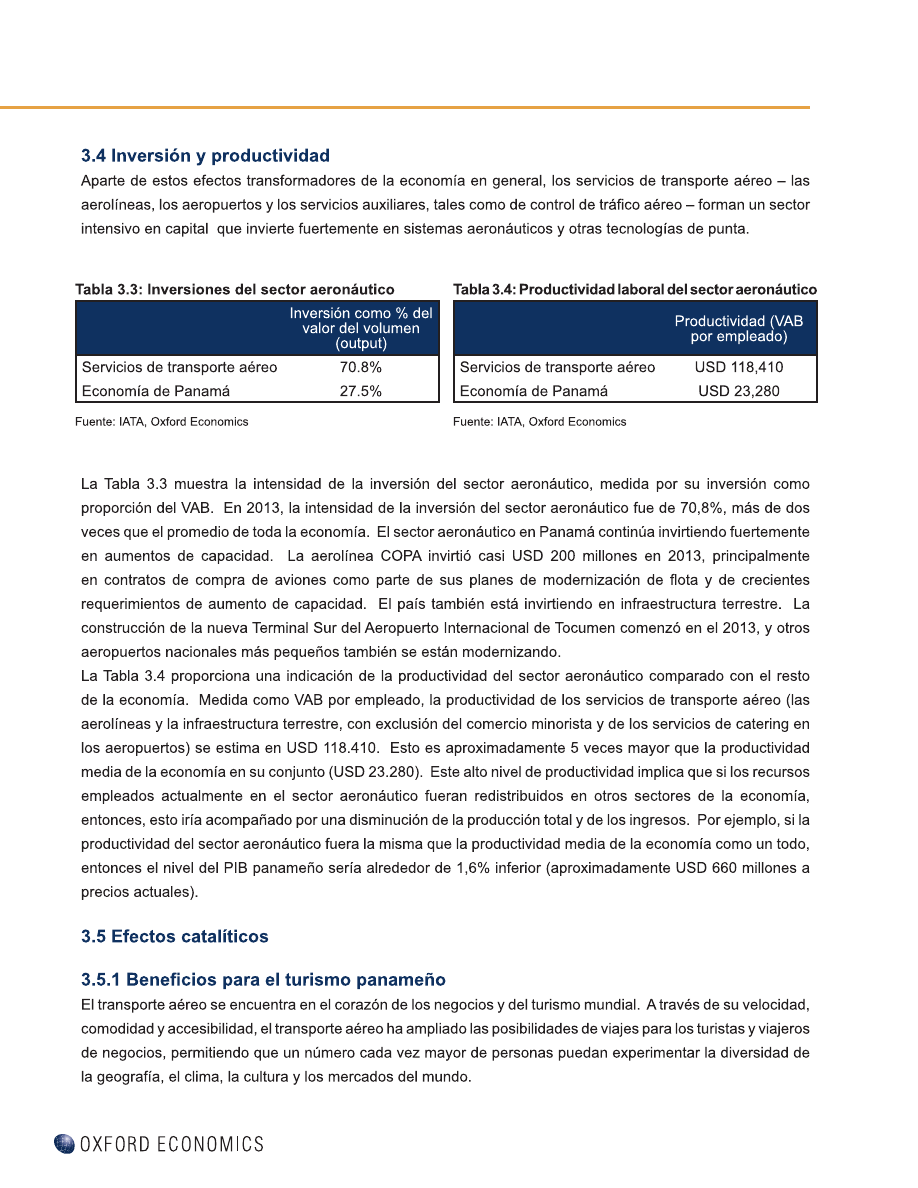 3.4 Inversión y productividad
Aparte de estos efectos transformadores de la economía en general, los servicios de transporte aéreo – las
aerolíneas, los aeropuertos y los servicios auxiliares, tales como de control de tráfico aéreo – forman un sector
intensivo en capital que invierte fuertemente en sistemas aeronáuticos y otras tecnologías de punta.
Tabla 3.3: Inversiones del sector aeronáutico
Inversión como % del
valor del volumen
(output)
Servicios de transporte aéreo 70.8%
Economía de Panamá 27.5%
Fuente: IATA, Oxford Economics
Tabla 3.4: Productividad laboral del sector aeronáutico
Productividad (VAB
por empleado)
Servicios de transporte aéreo USD 118,410
Economía de Panamá USD 23,280
Fuente: IATA, Oxford Economics
La Tabla 3.3 muestra la intensidad de la inversión del sector aeronáutico, medida por su inversión como
proporción del VAB. En 2013, la intensidad de la inversión del sector aeronáutico fue de 70,8%, más de dos
veces que el promedio de toda la economía. El sector aeronáutico en Panamá continúa invirtiendo fuertemente
en aumentos de capacidad. La aerolínea COPA invirtió casi USD 200 millones en 2013, principalmente
en contratos de compra de aviones como parte de sus planes de modernización de flota y de crecientes
requerimientos de aumento de capacidad. El país también está invirtiendo en infraestructura terrestre. La
construcción de la nueva Terminal Sur del Aeropuerto Internacional de Tocumen comenzó en el 2013, y otros
aeropuertos nacionales más pequeños también se están modernizando.
La Tabla 3.4 proporciona una indicación de la productividad del sector aeronáutico comparado con el resto
de la economía. Medida como VAB por empleado, la productividad de los servicios de transporte aéreo (las
aerolíneas y la infraestructura terrestre, con exclusión del comercio minorista y de los servicios de catering en
los aeropuertos) se estima en USD 118.410. Esto es aproximadamente 5 veces mayor que la productividad
media de la economía en su conjunto (USD 23.280). Este alto nivel de productividad implica que si los recursos
empleados actualmente en el sector aeronáutico fueran redistribuidos en otros sectores de la economía,
entonces, esto iría acompañado por una disminución de la producción total y de los ingresos. Por ejemplo, si la
productividad del sector aeronáutico fuera la misma que la productividad media de la economía como un todo,
entonces el nivel del PIB panameño sería alrededor de 1,6% inferior (aproximadamente USD 660 millones a
precios actuales).
3.5 Efectos catalíticos
3.5.1 Beneficios para el turismo panameño
El transporte aéreo se encuentra en el corazón de los negocios y del turismo mundial. A través de su velocidad,
comodidad y accesibilidad, el transporte aéreo ha ampliado las posibilidades de viajes para los turistas y viajeros
de negocios, permitiendo que un número cada vez mayor de personas puedan experimentar la diversidad de
la geografía, el clima, la cultura y los mercados del mundo.
OXFORD ECONOMICS